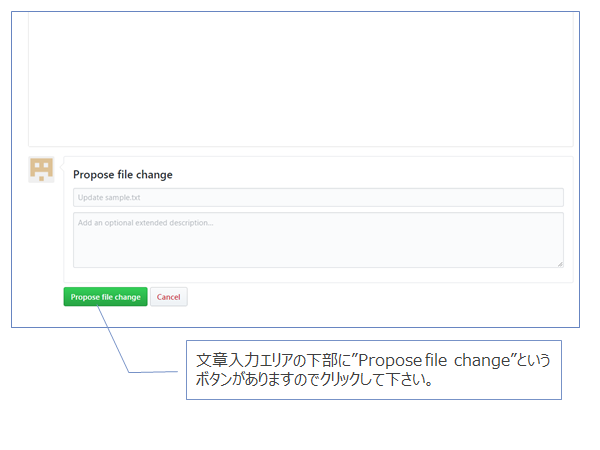 Propose file change
Update sample.txt
Add an optional extended description...
Propose file change
Cancel
文章入力エリアの下部に”Propose file change”という
ボタンがありますのでクリックして下さい。